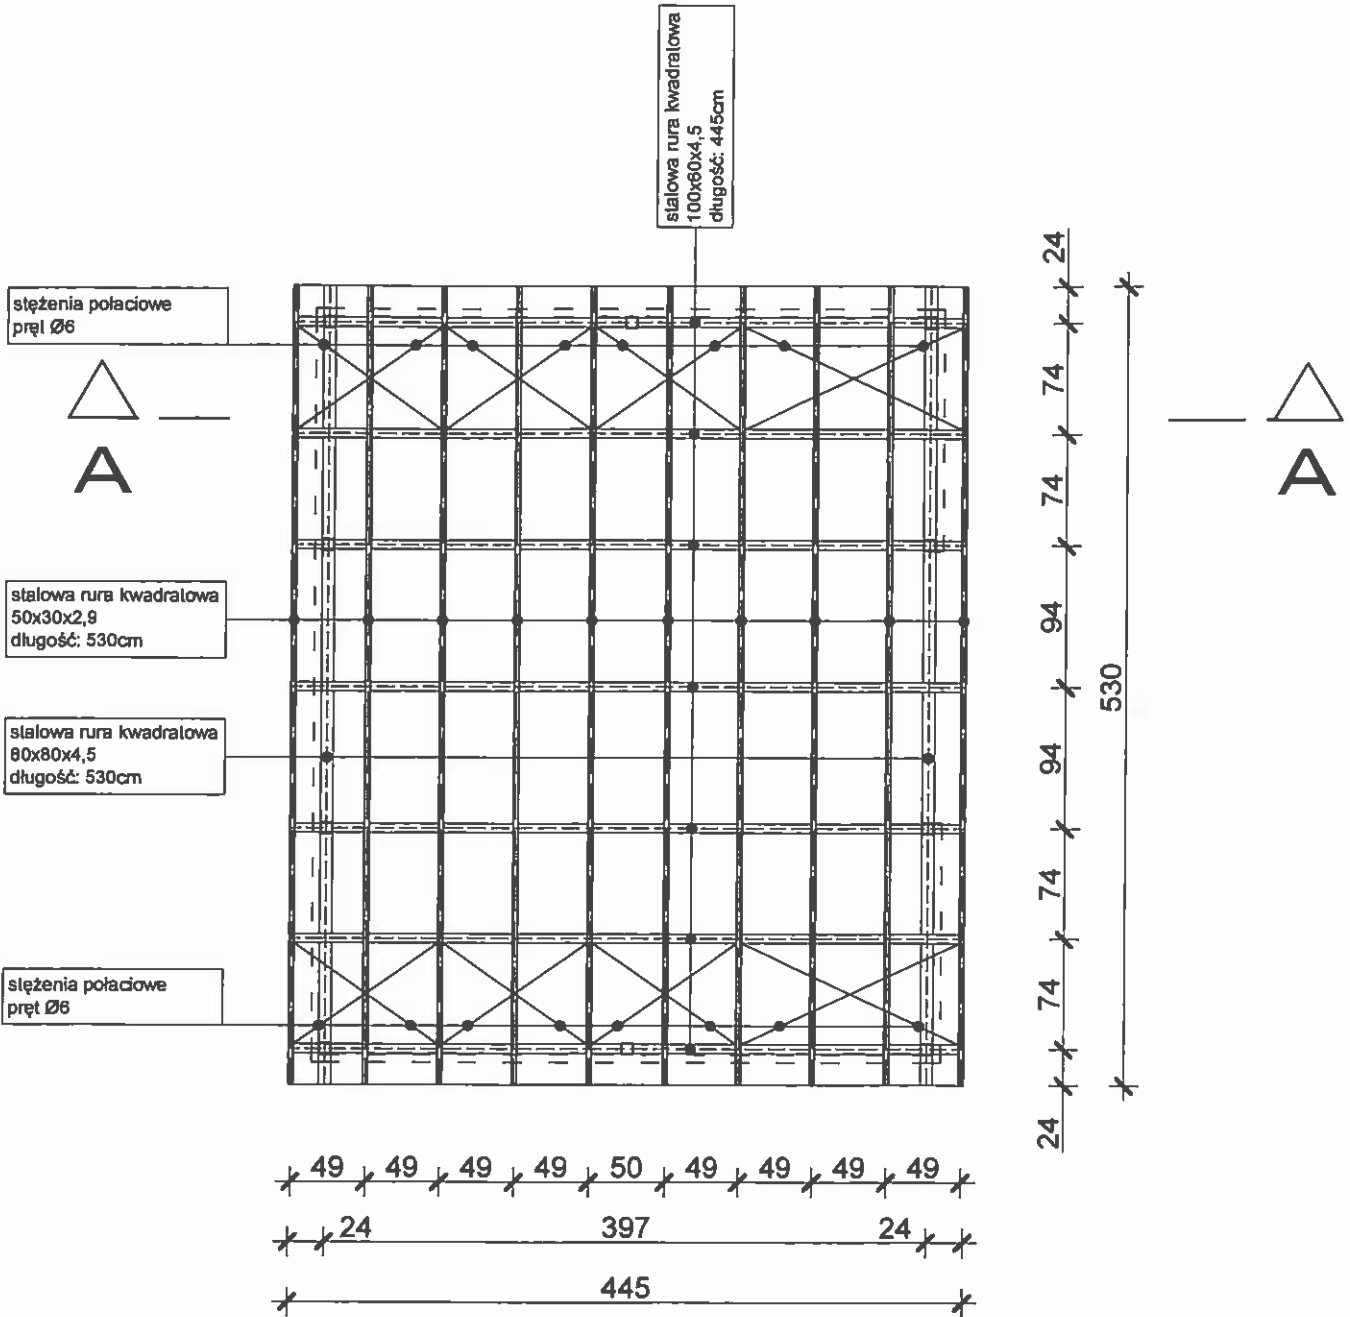 stalowa rura kwadratowa
100x60x4,5
długość: 445cm
stężenia połaciowe
pręt Ø6
A
A
stalowa rura kwadratowa
50x30x2,9
długość: 530cm
stalowa rura kwadratowa
80x80x4,5
długość: 530cm
stężenia połaciowe
pręt Ø6
24
74
74
94
94
74
74
24
530
49 49 49 49 50 49 49 49 49
24 397 24
445